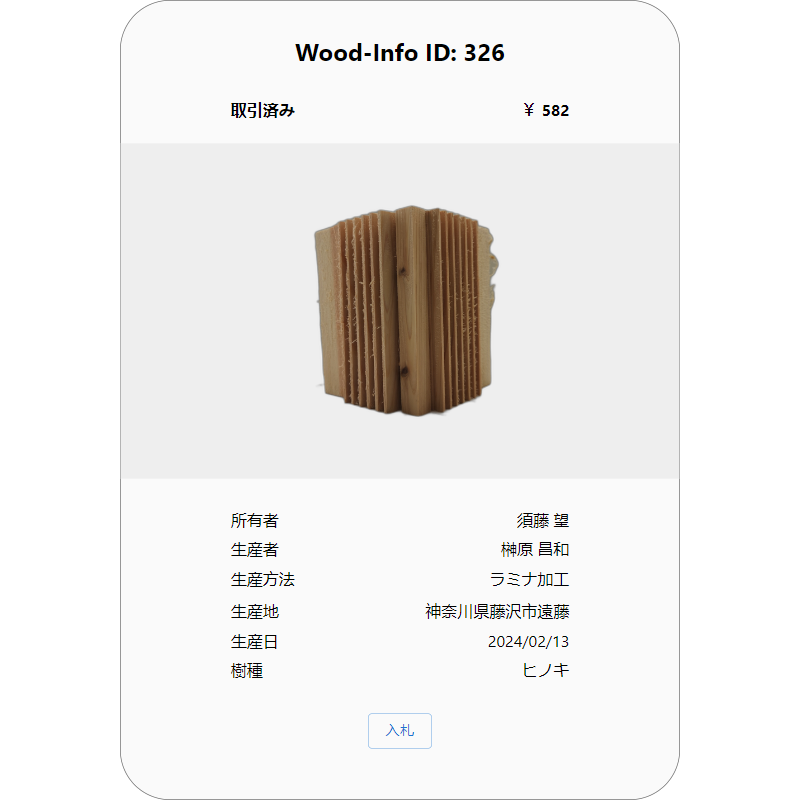 Wood-Info ID: 326
取引済み ¥ 582
所有者 須藤 望
生産者 榊原 昌和
生産方法 ラミナ加工
生産地 神奈川県藤沢市遠藤
生産日 2024/02/13
樹種 ヒノキ
入札